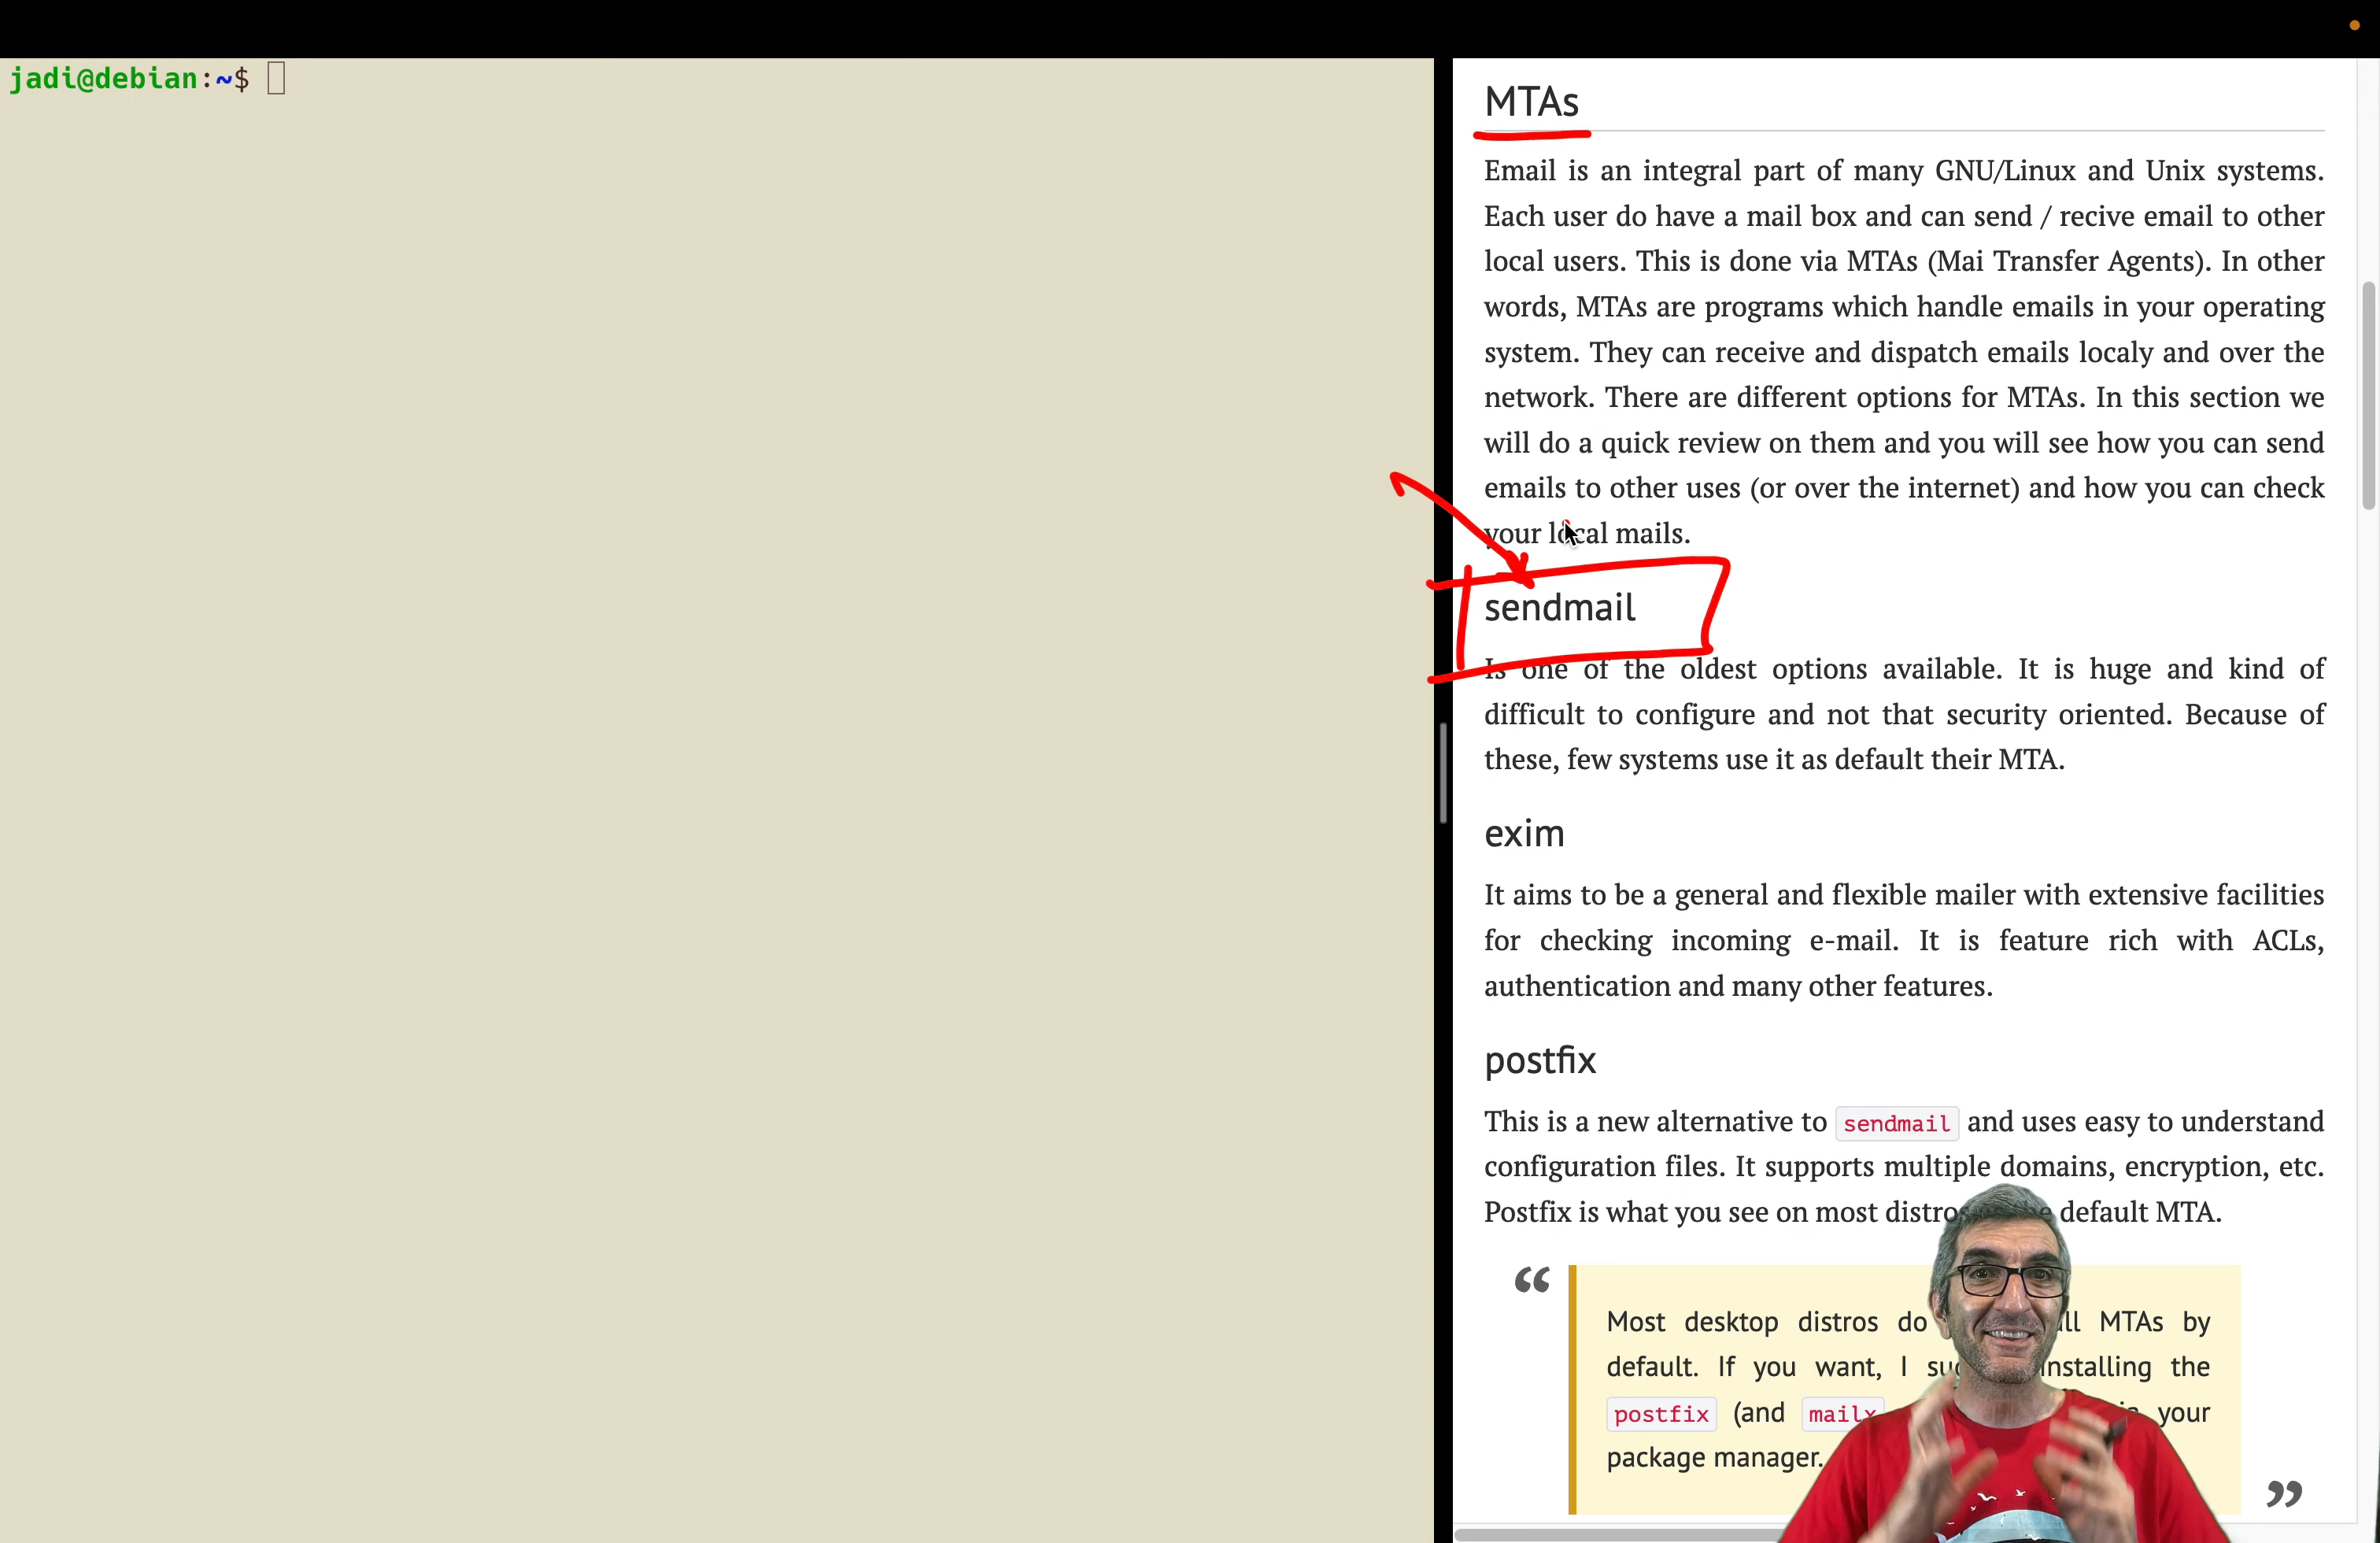 jadi@debian:~$
MTAs
Email is an integral part of many GNU/Linux and Unix systems.
Each user do have a mail box and can send / recive email to other
local users. This is done via MTAs (Mai Transfer Agents). In other
words, MTAs are programs which handle emails in your operating
system. They can receive and dispatch emails localy and over the
network. There are different options for MTAs. In this section we
will do a quick review on them and you will see how you can send
emails to other uses (or over the internet) and how you can check
your local mails.
sendmail
Is one of the oldest options available. It is huge and kind of
difficult to configure and not that security oriented. Because of
these, few systems use it as default their MTA.
exim
It aims to be a general and flexible mailer with extensive facilities
for checking incoming e-mail. It is feature rich with ACLs,
authentication and many other features.
postfix
This is a new alternative to sendmail and uses easy to understand
configuration files. It supports multiple domains, encryption, etc.
Postfix is what you see on most distros default MTA.
“
Most desktop distros do MTAs by
default. If you want, I installing the
postfix (and mailx your
package manager.
”